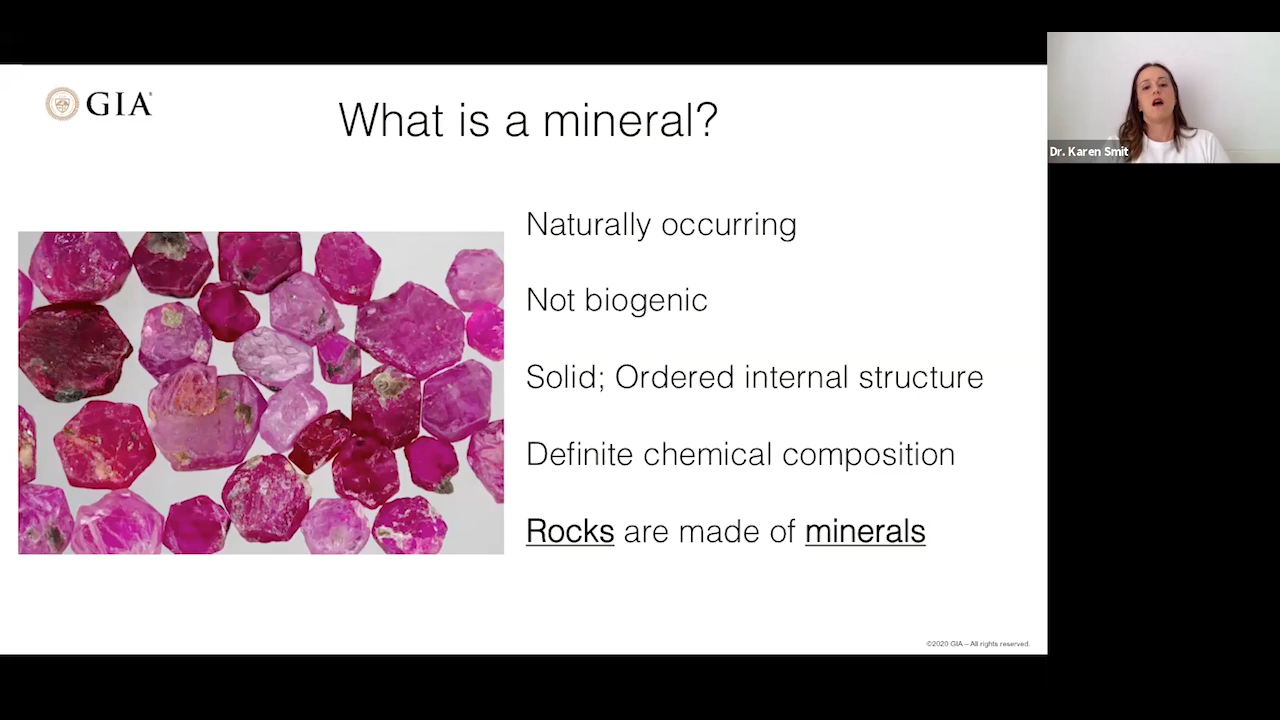 GIA
What is a mineral?
Dr. Karen Smit
Naturally occurring
Not biogenic
Solid; Ordered internal structure
Definite chemical composition
Rocks are made of minerals
©2020 GIA – All rights reserved.